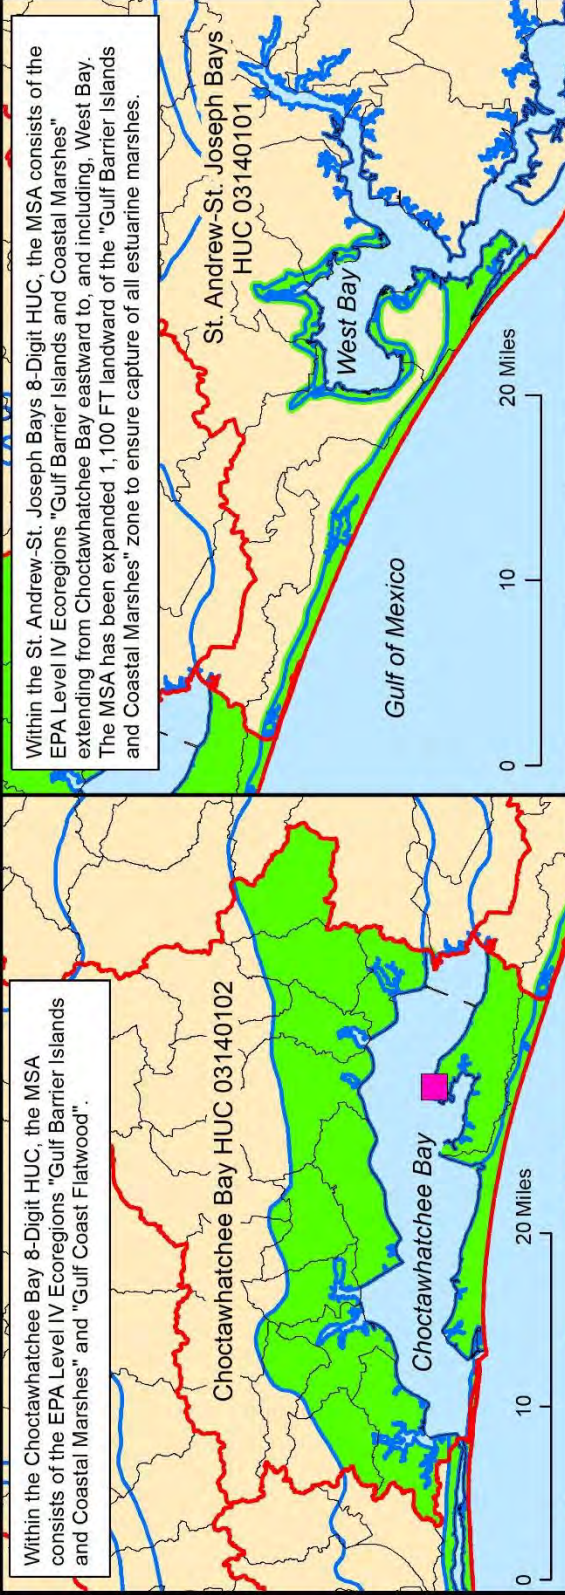 Within the Choctawhatchee Bay 8-Digit HUC, the MSA
consists of the EPA Level IV Ecoregions "Gulf Barrier Islands
and Coastal Marshes" and "Gulf Coast Flatwood".
Choctawhatchee Bay HUC 03140102
Choctawhatchee Bay
0
10
20 Miles
Within the St. Andrew-St. Joseph Bays 8-Digit HUC, the MSA consists of the
EPA Level IV Ecoregions "Gulf Barrier Islands and Coastal Marshes"
extending from Choctawhatchee Bay eastward to, and including, West Bay.
The MSA has been expanded 1,100 FT landward of the "Gulf Barrier Islands
and Coastal Marshes" zone to ensure capture of all estuarine marshes.
St. Andrew-St. Joseph Bays
HUC 03140101
West Bay
Gulf of Mexico
0
10
20 Miles